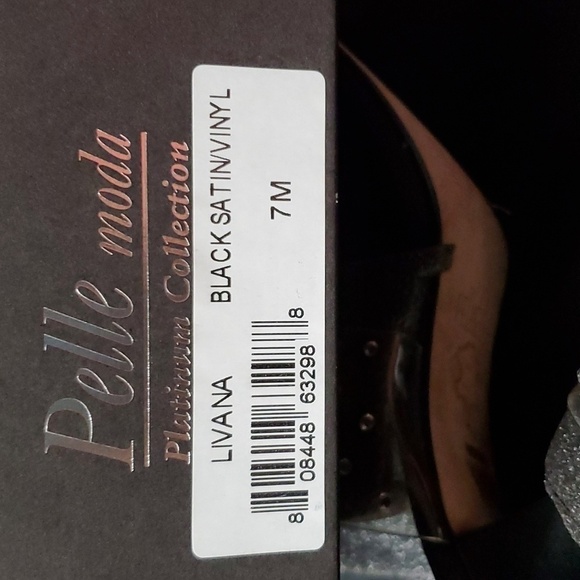 Pelle moda
Platinum Collection
LIVANA BLACK SATIN/VINYL
7M
8 08448 63298 8